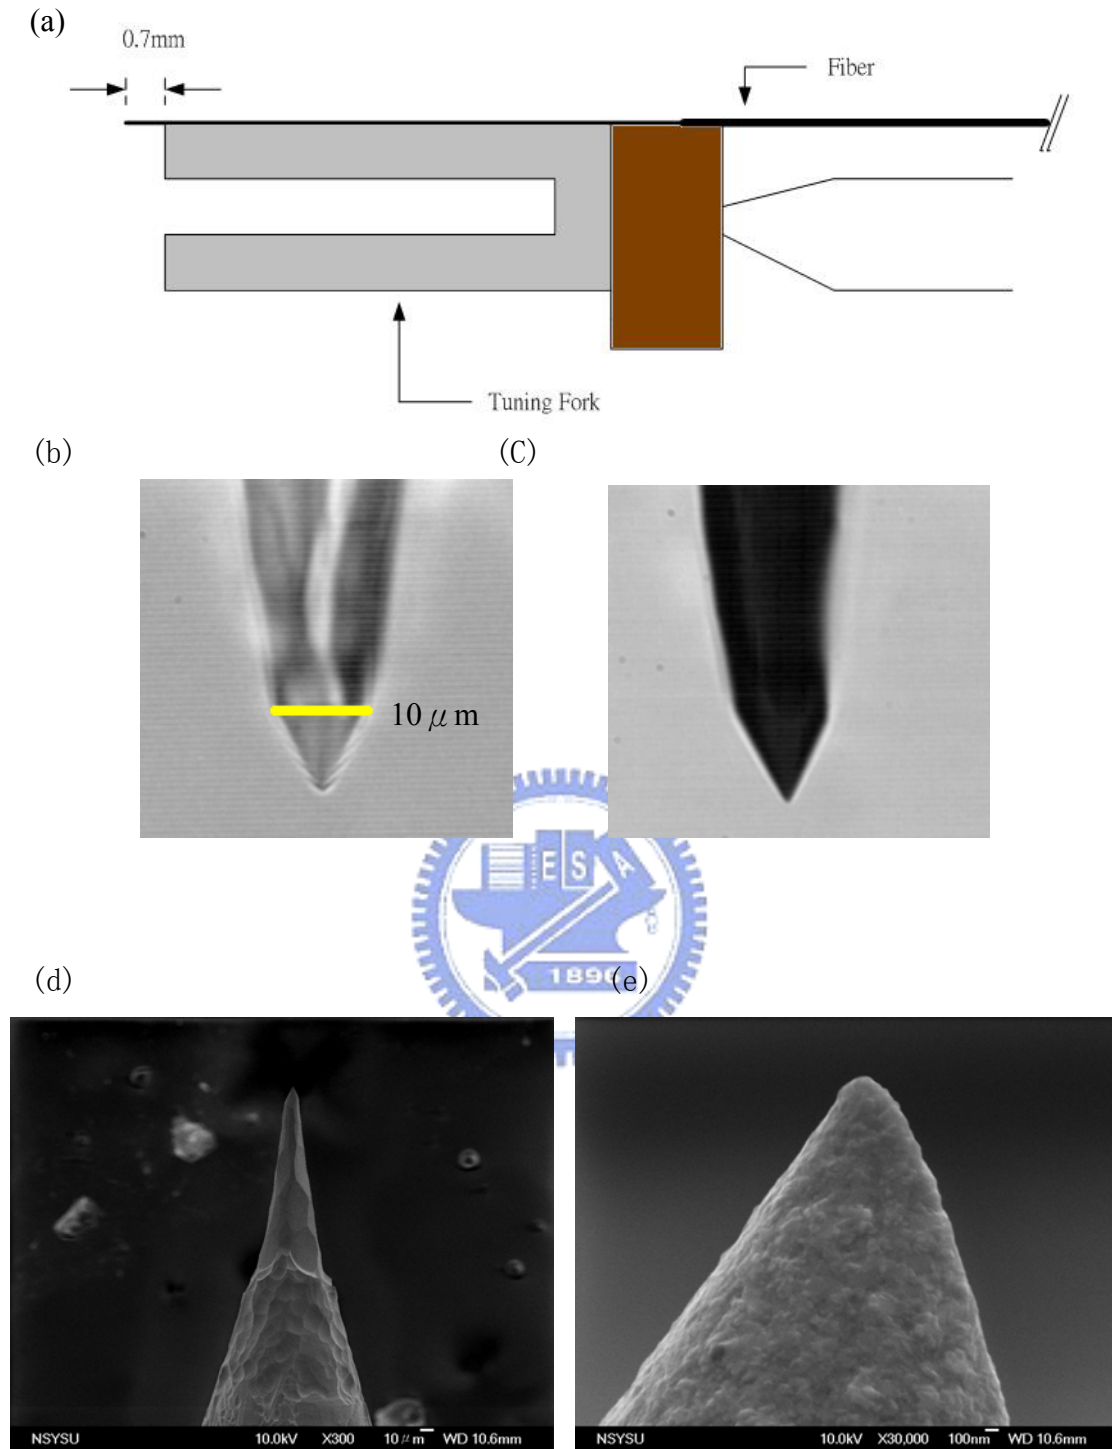 (a)
0.7mm
Fiber
Tuning Fork
(b)
(C)
10μm
E S A
1896
(d)
(e)
NSYSU 10.0kV X300 10μm WD 10.6mm
NSYSU 10.0kV X30,000 100nm WD 10.6mm